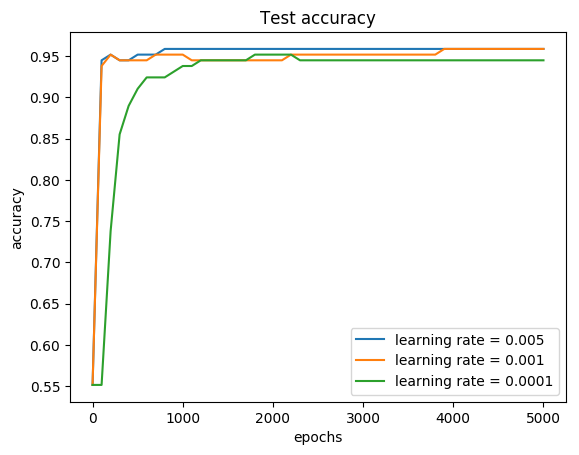 Test accuracy
accuracy
0.95
0.90
0.85
0.80
0.75
0.70
0.65
0.60
0.55
learning rate = 0.005
learning rate = 0.001
learning rate = 0.0001
0 1000 2000 3000 4000 5000
epochs